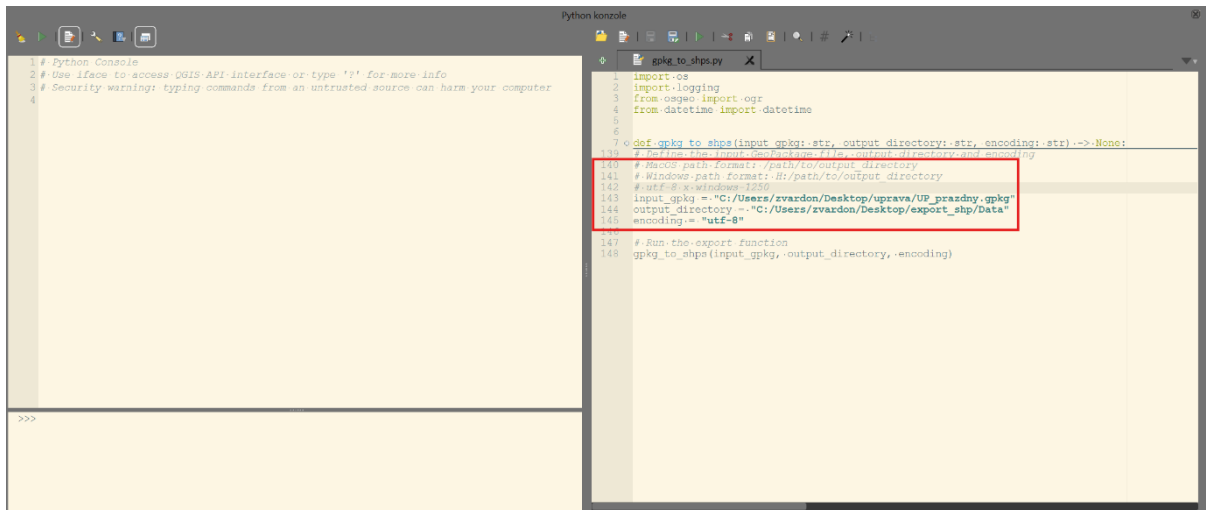 Python konzole
1 # Python Console
2 # Use iface to access QGIS API interface or type '?' for more info
3 # Security warning: typing commands from an untrusted source can harm your computer
4
>>>
gpkg_to_shps.py
1 import os
2 import logging
3 from osgeo import ogr
4 from datetime import datetime
5
6
7 def gpkg_to_shps(input_gpkg: str, output_directory: str, encoding: str) -> None:
139 # Define the input GeoPackage file, output directory and encoding
140 # MacOS path format: /path/to/output_directory
141 # Windows path format: H:/path/to/output_directory
142 # utf-8 x windows-1250
143 input_gpkg = "C:/Users/zvardon/Desktop/uprava/UP_prazdny.gpkg"
144 output_directory = "C:/Users/zvardon/Desktop/export_shp/Data"
145 encoding = "utf-8"
146
147 # Run the export function
148 gpkg_to_shps(input_gpkg, output_directory, encoding)